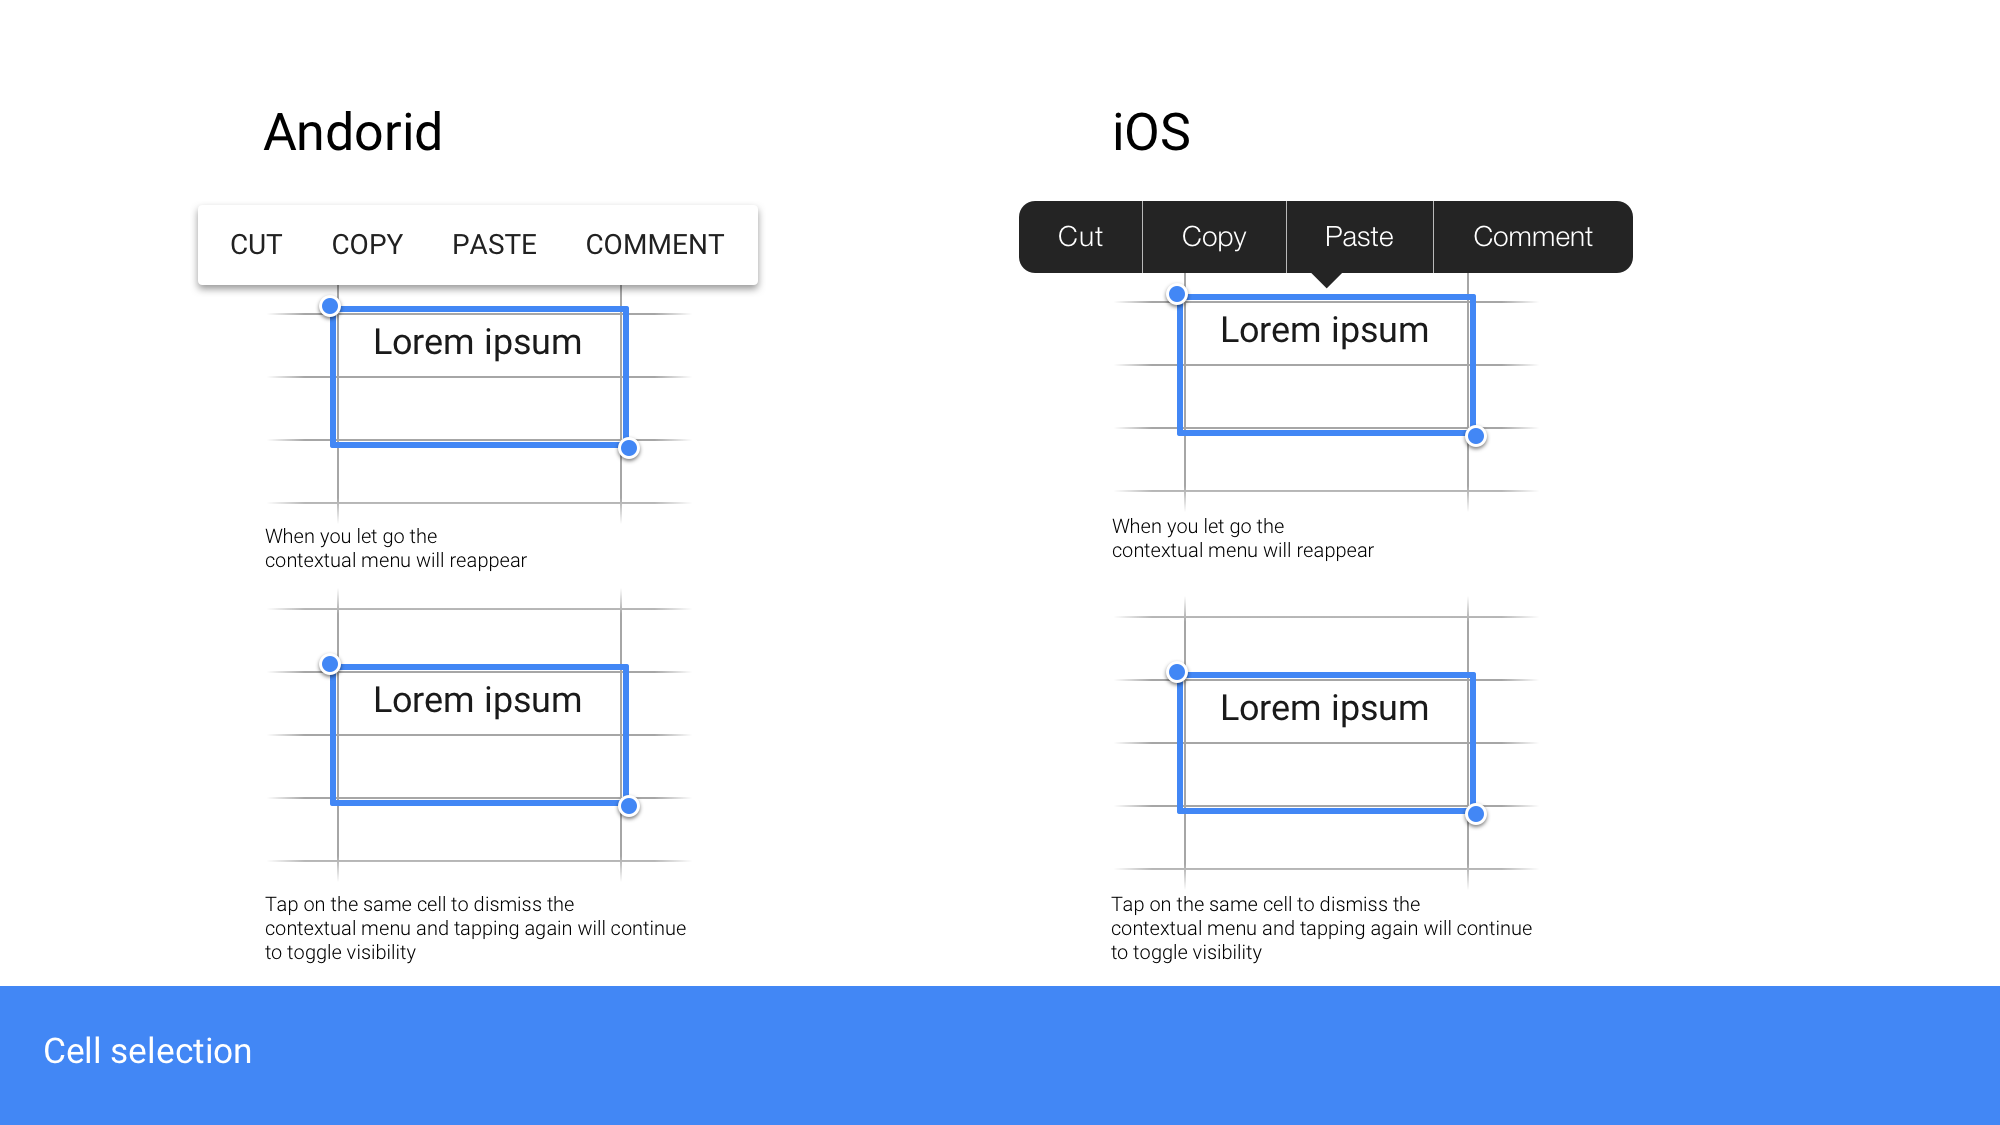 Andorid
CUT COPY PASTE COMMENT
Lorem ipsum
When you let go the
contextual menu will reappear
Lorem ipsum
Tap on the same cell to dismiss the
contextual menu and tapping again will continue
to toggle visibility
iOS
Cut Copy Paste Comment
Lorem ipsum
When you let go the
contextual menu will reappear
Lorem ipsum
Tap on the same cell to dismiss the
contextual menu and tapping again will continue
to toggle visibility
Cell selection